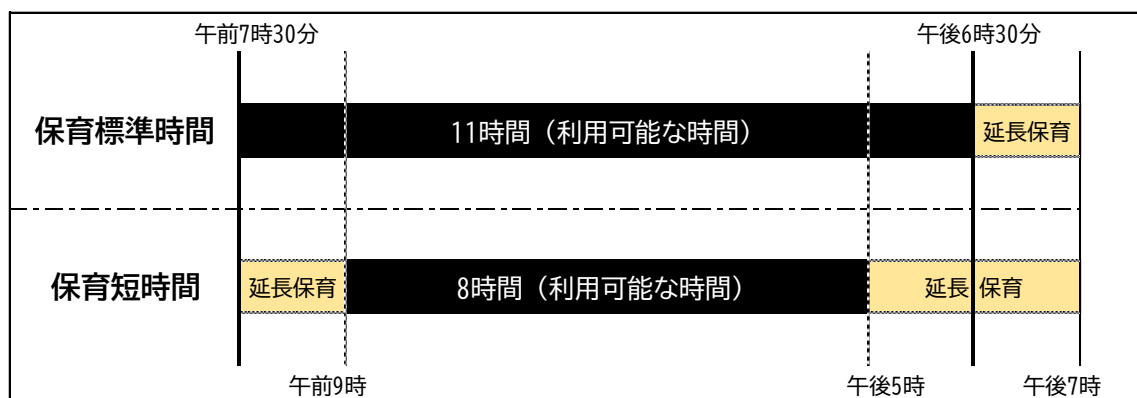 午前7時30分
午後6時30分
保育標準時間
11時間（利用可能な時間）
延長保育
保育短時間
延長保育
8時間（利用可能な時間）
延長保育
午前9時
午後5時
午後7時